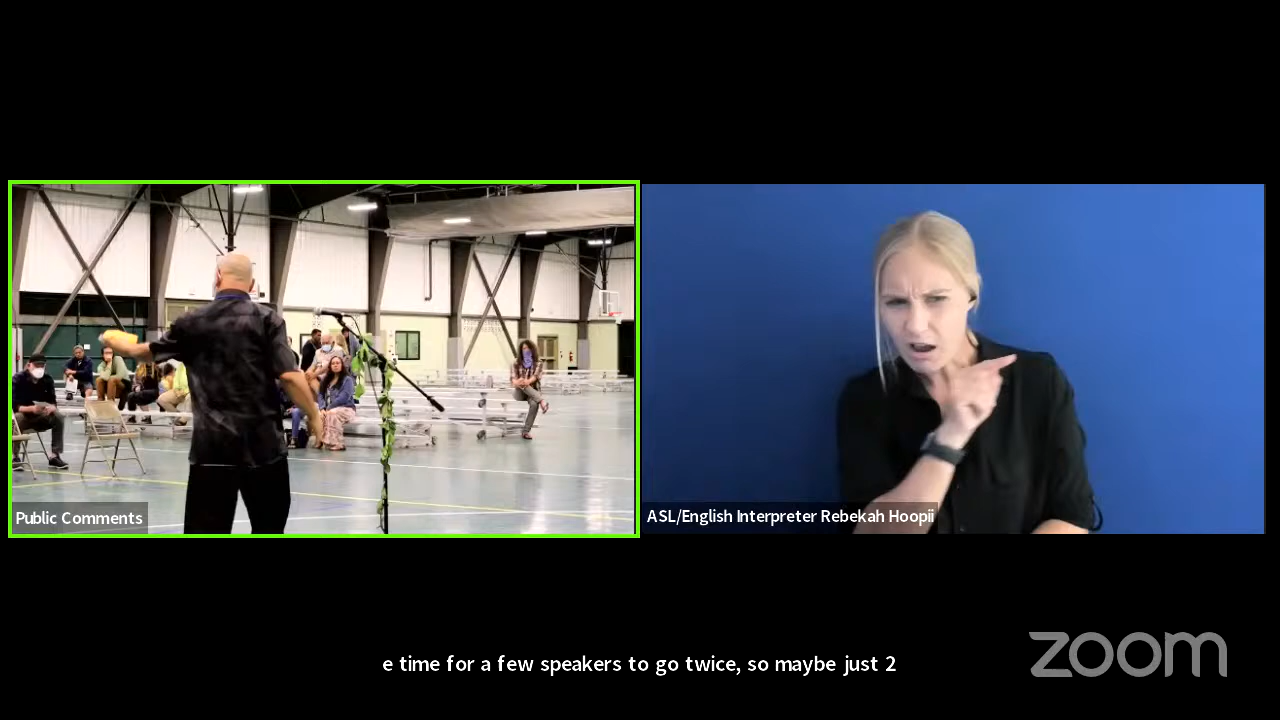 Public Comments
ASL/English Interpreter Rebekah Hoopii
e time for a few speakers to go twice, so maybe just 2
zoom